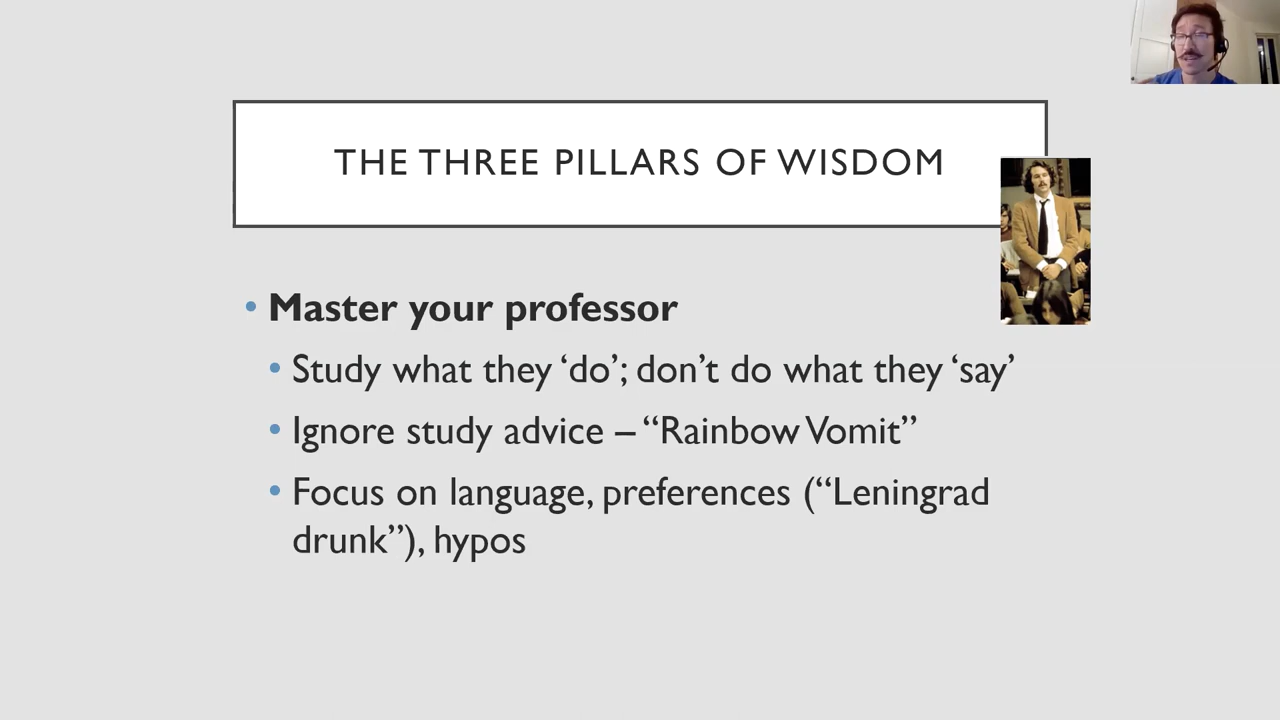 THE THREE PILLARS OF WISDOM
• Master your professor
• Study what they ‘do’; don’t do what they ‘say’
• Ignore study advice – “Rainbow Vomit”
• Focus on language, preferences (“Leningrad
drunk”), hypos